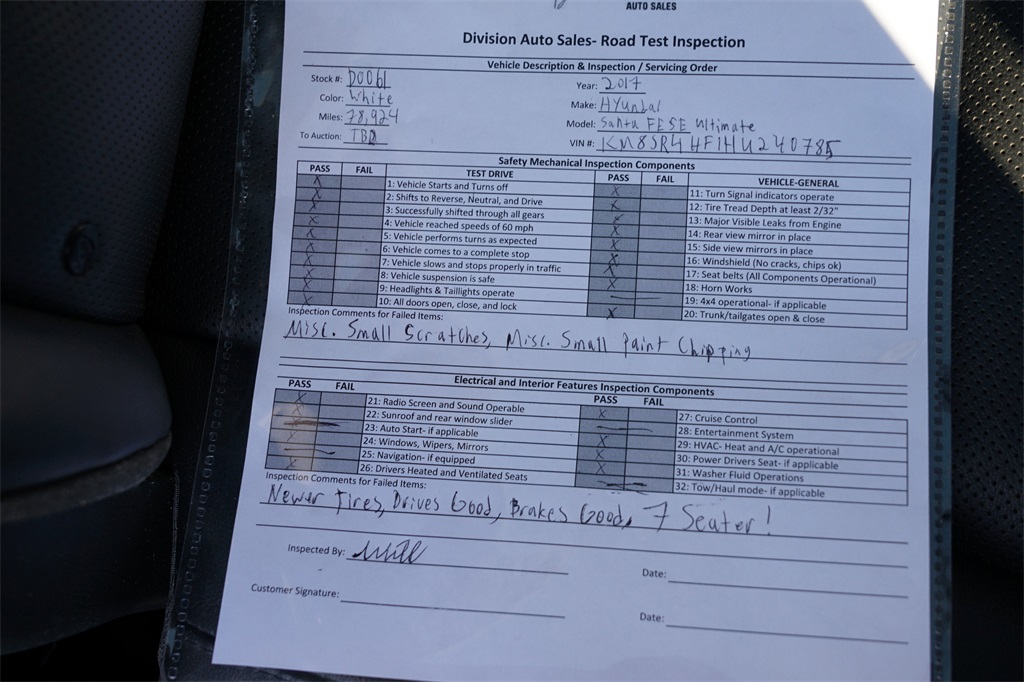 AUTO SALES
Division Auto Sales- Road Test Inspection
Vehicle Description & Inspection / Servicing Order
Stock #: D006L Year: 2017
Color: White Make: HYundai
Miles: 78,924 Model: Santa FE SE Ultimate
To Auction: TBD VIN #: KM8SR4HF1HU240785
Safety Mechanical Inspection Components
PASS FAIL TEST DRIVE PASS FAIL VEHICLE-GENERAL
X 1: Vehicle Starts and Turns off X 11: Turn Signal indicators operate
X 2: Shifts to Reverse, Neutral, and Drive X 12: Tire Tread Depth at least 2/32"
X 3: Successfully shifted through all gears X 13: Major Visible Leaks from Engine
X 4: Vehicle reached speeds of 60 mph X 14: Rear view mirror in place
X 5: Vehicle performs turns as expected X 15: Side view mirrors in place
X 6: Vehicle comes to a complete stop X 16: Windshield (No cracks, chips ok)
X 7: Vehicle slows and stops properly in traffic X 17: Seat belts (All Components Operational)
X 8: Vehicle suspension is safe X 18: Horn Works
X 9: Headlights & Taillights operate — 19: 4x4 operational- if applicable
X 10: All doors open, close, and lock X 20: Trunk/tailgates open & close
Inspection Comments for Failed Items:
Misc. Small Scratches, Misc. Small Paint Chipping
Electrical and Interior Features Inspection Components
PASS FAIL PASS FAIL
X 21: Radio Screen and Sound Operable X 27: Cruise Control
X 22: Sunroof and rear window slider — 28: Entertainment System
— 23: Auto Start- if applicable X 29: HVAC- Heat and A/C operational
X 24: Windows, Wipers, Mirrors X 30: Power Drivers Seat- if applicable
— 25: Navigation- if equipped X 31: Washer Fluid Operations
X 26: Drivers Heated and Ventilated Seats — 32: Tow/Haul mode- if applicable
Inspection Comments for Failed Items:
Newer Tires, Drives Good, Brakes Good, 7 Seater!
Inspected By: Date:
Customer Signature: Date: